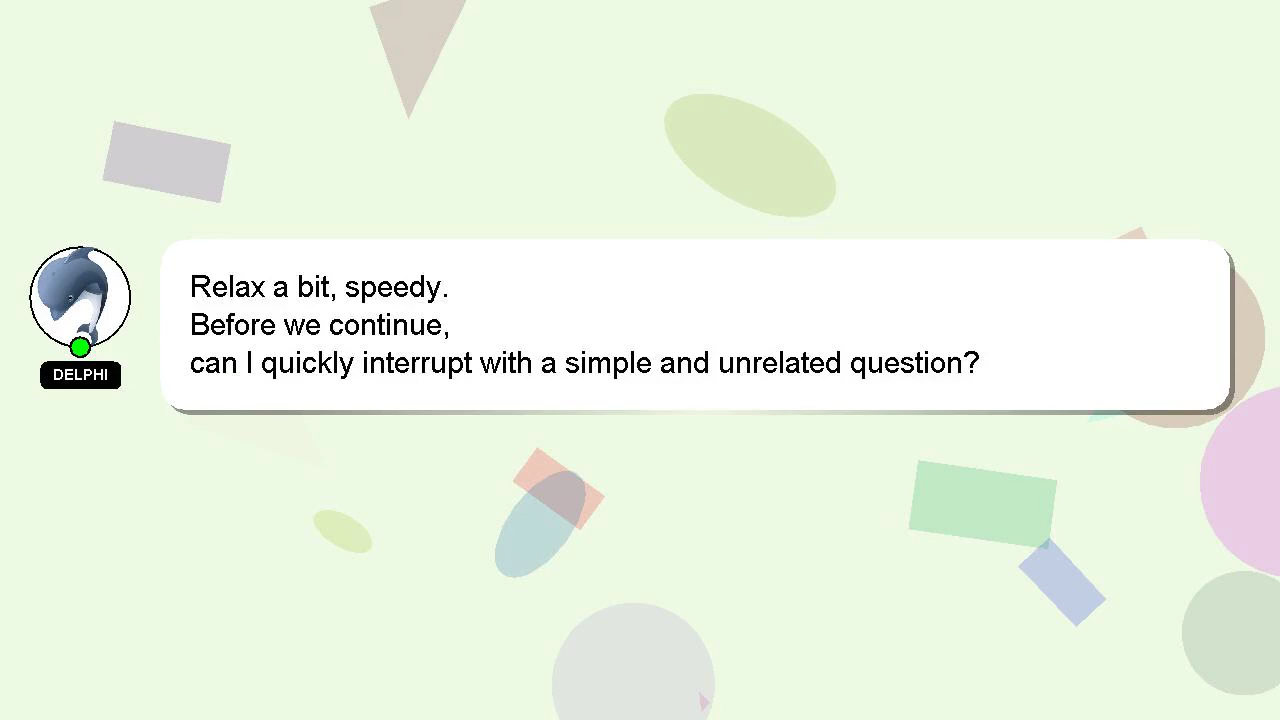 Relax a bit, speedy.
Before we continue,
can I quickly interrupt with a simple and unrelated question?
DELPHI